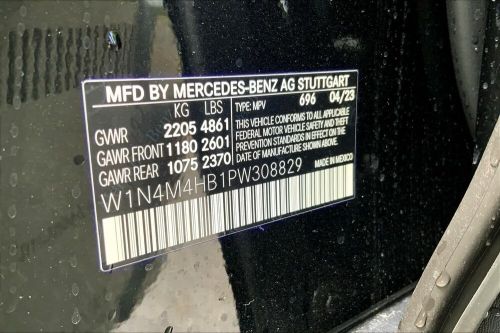 MFD BY MERCEDES-BENZ AG STUTTGART
KG LBS TYPE: MPV 696 04/23
GVWR 2205 4861
GAWR FRONT 1180 2601
GAWR REAR 1075 2370
THIS VEHICLE CONFORMS TO ALL APPLICABLE
FEDERAL MOTOR VEHICLE SAFETY AND THEFT
PREVENTION STANDARDS IN EFFECT ON THE
DATE OF MANUFACTURE SHOWN ABOVE.
W1N4M4HB1PW308829 MADE IN MEXICO